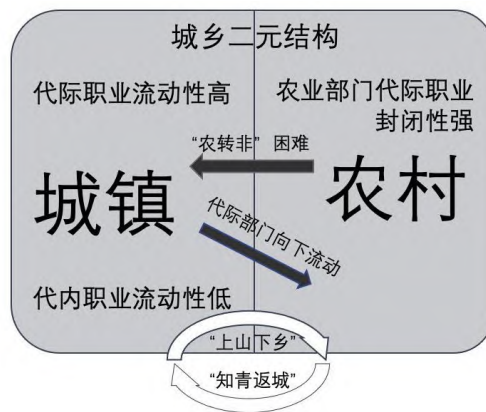 城乡二元结构
代际职业流动性高
农业部门代际职业
封闭性强
“农转非” 困难
城镇
农村
代际部门向下流动
代内职业流动性低
“上山下乡”
“知青返城”